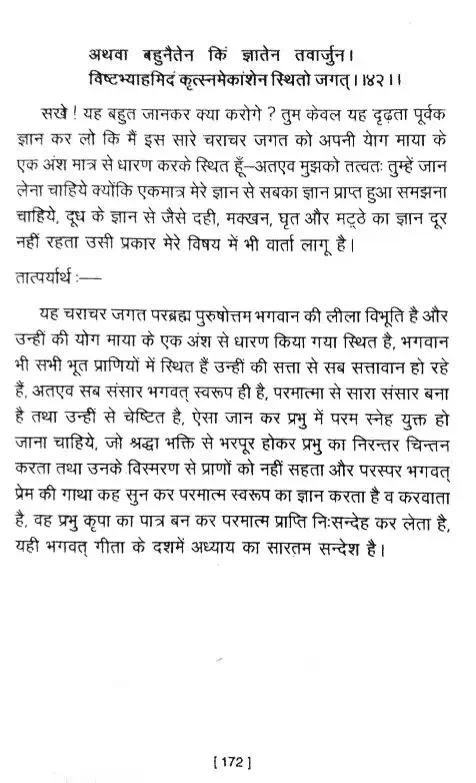 अथवा बहुनैतेन किं ज्ञातेन तवार्जुन।
विष्टभ्याहमिदं कृत्स्नमेकांशेन स्थितो जगत्।।४२।।
सखे ! यह बहुत जानकर क्या करोगे ? तुम केवल यह दृढ़ता पूर्वक
ज्ञान कर लो कि मैं इस सारे चराचर जगत को अपनी योग माया के
एक अंश मात्र से धारण करके स्थित हूँ–अतएव मुझको तत्वतः तुम्हें जान
लेना चाहिये क्योंकि एकमात्र मेरे ज्ञान से सबका ज्ञान प्राप्त हुआ समझना
चाहिये, दूध के ज्ञान से जैसे दही, मक्खन, घृत और मट्ठे का ज्ञान दूर
नहीं रहता उसी प्रकार मेरे विषय में भी वार्ता लागू है।
तात्पर्यार्थ :—
यह चराचर जगत परब्रह्म पुरुषोत्तम भगवान की लीला विभूति है और
उन्हीं की योग माया के एक अंश से धारण किया गया स्थित है, भगवान
भी सभी भूत प्राणियों में स्थित हैं उन्हीं की सत्ता से सब सत्तावान हो रहे
हैं, अतएव सब संसार भगवत् स्वरूप ही है, परमात्मा से सारा संसार बना
है तथा उन्हीं से चेष्टित है, ऐसा जान कर प्रभु में परम स्नेह युक्त हो
जाना चाहिये, जो श्रद्धा भक्ति से भरपूर होकर प्रभु का निरन्तर चिन्तन
करता तथा उनके विस्मरण से प्राणों को नहीं सहता और परस्पर भगवत्
प्रेम की गाथा कह सुन कर परमात्म स्वरूप का ज्ञान करता है व करवाता
है, वह प्रभु कृपा का पात्र बन कर परमात्म प्राप्ति निःसन्देह कर लेता है,
यही भगवत् गीता के दशमें अध्याय का सारतम सन्देश है।
[ 172 ]